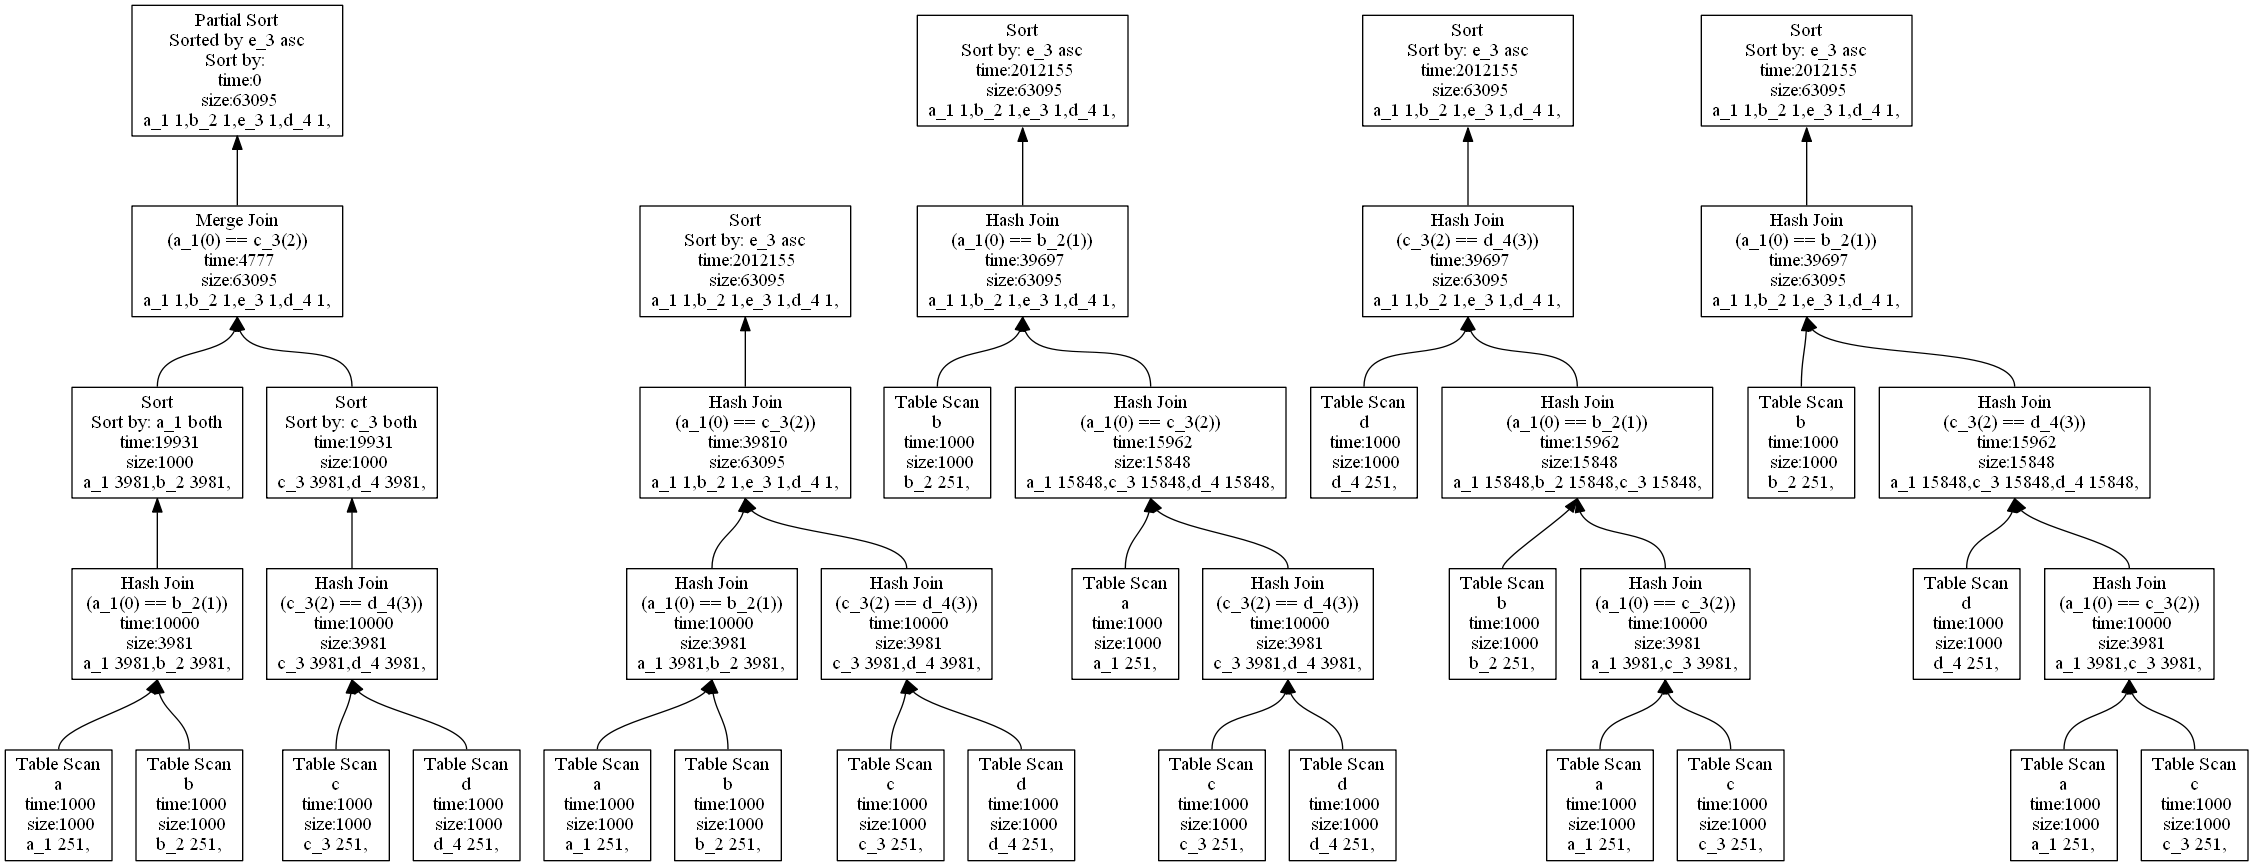 Partial Sort
Sorted by e_3 asc
Sort by:
time:0
size:63095
a_1 1,b_2 1,e_3 1,d_4 1,
Sort
Sort by: e_3 asc
time:2012155
size:63095
a_1 1,b_2 1,e_3 1,d_4 1,
Sort
Sort by: e_3 asc
time:2012155
size:63095
a_1 1,b_2 1,e_3 1,d_4 1,
Sort
Sort by: e_3 asc
time:2012155
size:63095
a_1 1,b_2 1,e_3 1,d_4 1,
Merge Join
(a_1(0) == c_3(2))
time:4777
size:63095
a_1 1,b_2 1,e_3 1,d_4 1,
Sort
Sort by: e_3 asc
time:2012155
size:63095
a_1 1,b_2 1,e_3 1,d_4 1,
Hash Join
(a_1(0) == b_2(1))
time:39697
size:63095
a_1 1,b_2 1,e_3 1,d_4 1,
Hash Join
(c_3(2) == d_4(3))
time:39697
size:63095
a_1 1,b_2 1,e_3 1,d_4 1,
Hash Join
(a_1(0) == b_2(1))
time:39697
size:63095
a_1 1,b_2 1,e_3 1,d_4 1,
Sort
Sort by: a_1 both
time:19931
size:1000
a_1 3981,b_2 3981,
Sort
Sort by: c_3 both
time:19931
size:1000
c_3 3981,d_4 3981,
Hash Join
(a_1(0) == c_3(2))
time:39810
size:63095
a_1 1,b_2 1,e_3 1,d_4 1,
Table Scan
b
time:1000
size:1000
b_2 251,
Hash Join
(a_1(0) == c_3(2))
time:15962
size:15848
a_1 15848,c_3 15848,d_4 15848,
Table Scan
d
time:1000
size:1000
d_4 251,
Hash Join
(a_1(0) == b_2(1))
time:15962
size:15848
a_1 15848,b_2 15848,c_3 15848,
Table Scan
b
time:1000
size:1000
b_2 251,
Hash Join
(c_3(2) == d_4(3))
time:15962
size:15848
a_1 15848,c_3 15848,d_4 15848,
Hash Join
(a_1(0) == b_2(1))
time:10000
size:3981
a_1 3981,b_2 3981,
Hash Join
(c_3(2) == d_4(3))
time:10000
size:3981
c_3 3981,d_4 3981,
Hash Join
(a_1(0) == b_2(1))
time:10000
size:3981
a_1 3981,b_2 3981,
Hash Join
(c_3(2) == d_4(3))
time:10000
size:3981
c_3 3981,d_4 3981,
Table Scan
a
time:1000
size:1000
a_1 251,
Hash Join
(c_3(2) == d_4(3))
time:10000
size:3981
c_3 3981,d_4 3981,
Table Scan
b
time:1000
size:1000
b_2 251,
Hash Join
(a_1(0) == c_3(2))
time:10000
size:3981
a_1 3981,c_3 3981,
Table Scan
d
time:1000
size:1000
d_4 251,
Hash Join
(a_1(0) == c_3(2))
time:10000
size:3981
a_1 3981,c_3 3981,
Table Scan
a
time:1000
size:1000
a_1 251,
Table Scan
b
time:1000
size:1000
b_2 251,
Table Scan
c
time:1000
size:1000
c_3 251,
Table Scan
d
time:1000
size:1000
d_4 251,
Table Scan
a
time:1000
size:1000
a_1 251,
Table Scan
b
time:1000
size:1000
b_2 251,
Table Scan
c
time:1000
size:1000
c_3 251,
Table Scan
d
time:1000
size:1000
d_4 251,
Table Scan
c
time:1000
size:1000
c_3 251,
Table Scan
d
time:1000
size:1000
d_4 251,
Table Scan
a
time:1000
size:1000
a_1 251,
Table Scan
c
time:1000
size:1000
c_3 251,
Table Scan
a
time:1000
size:1000
a_1 251,
Table Scan
c
time:1000
size:1000
c_3 251,